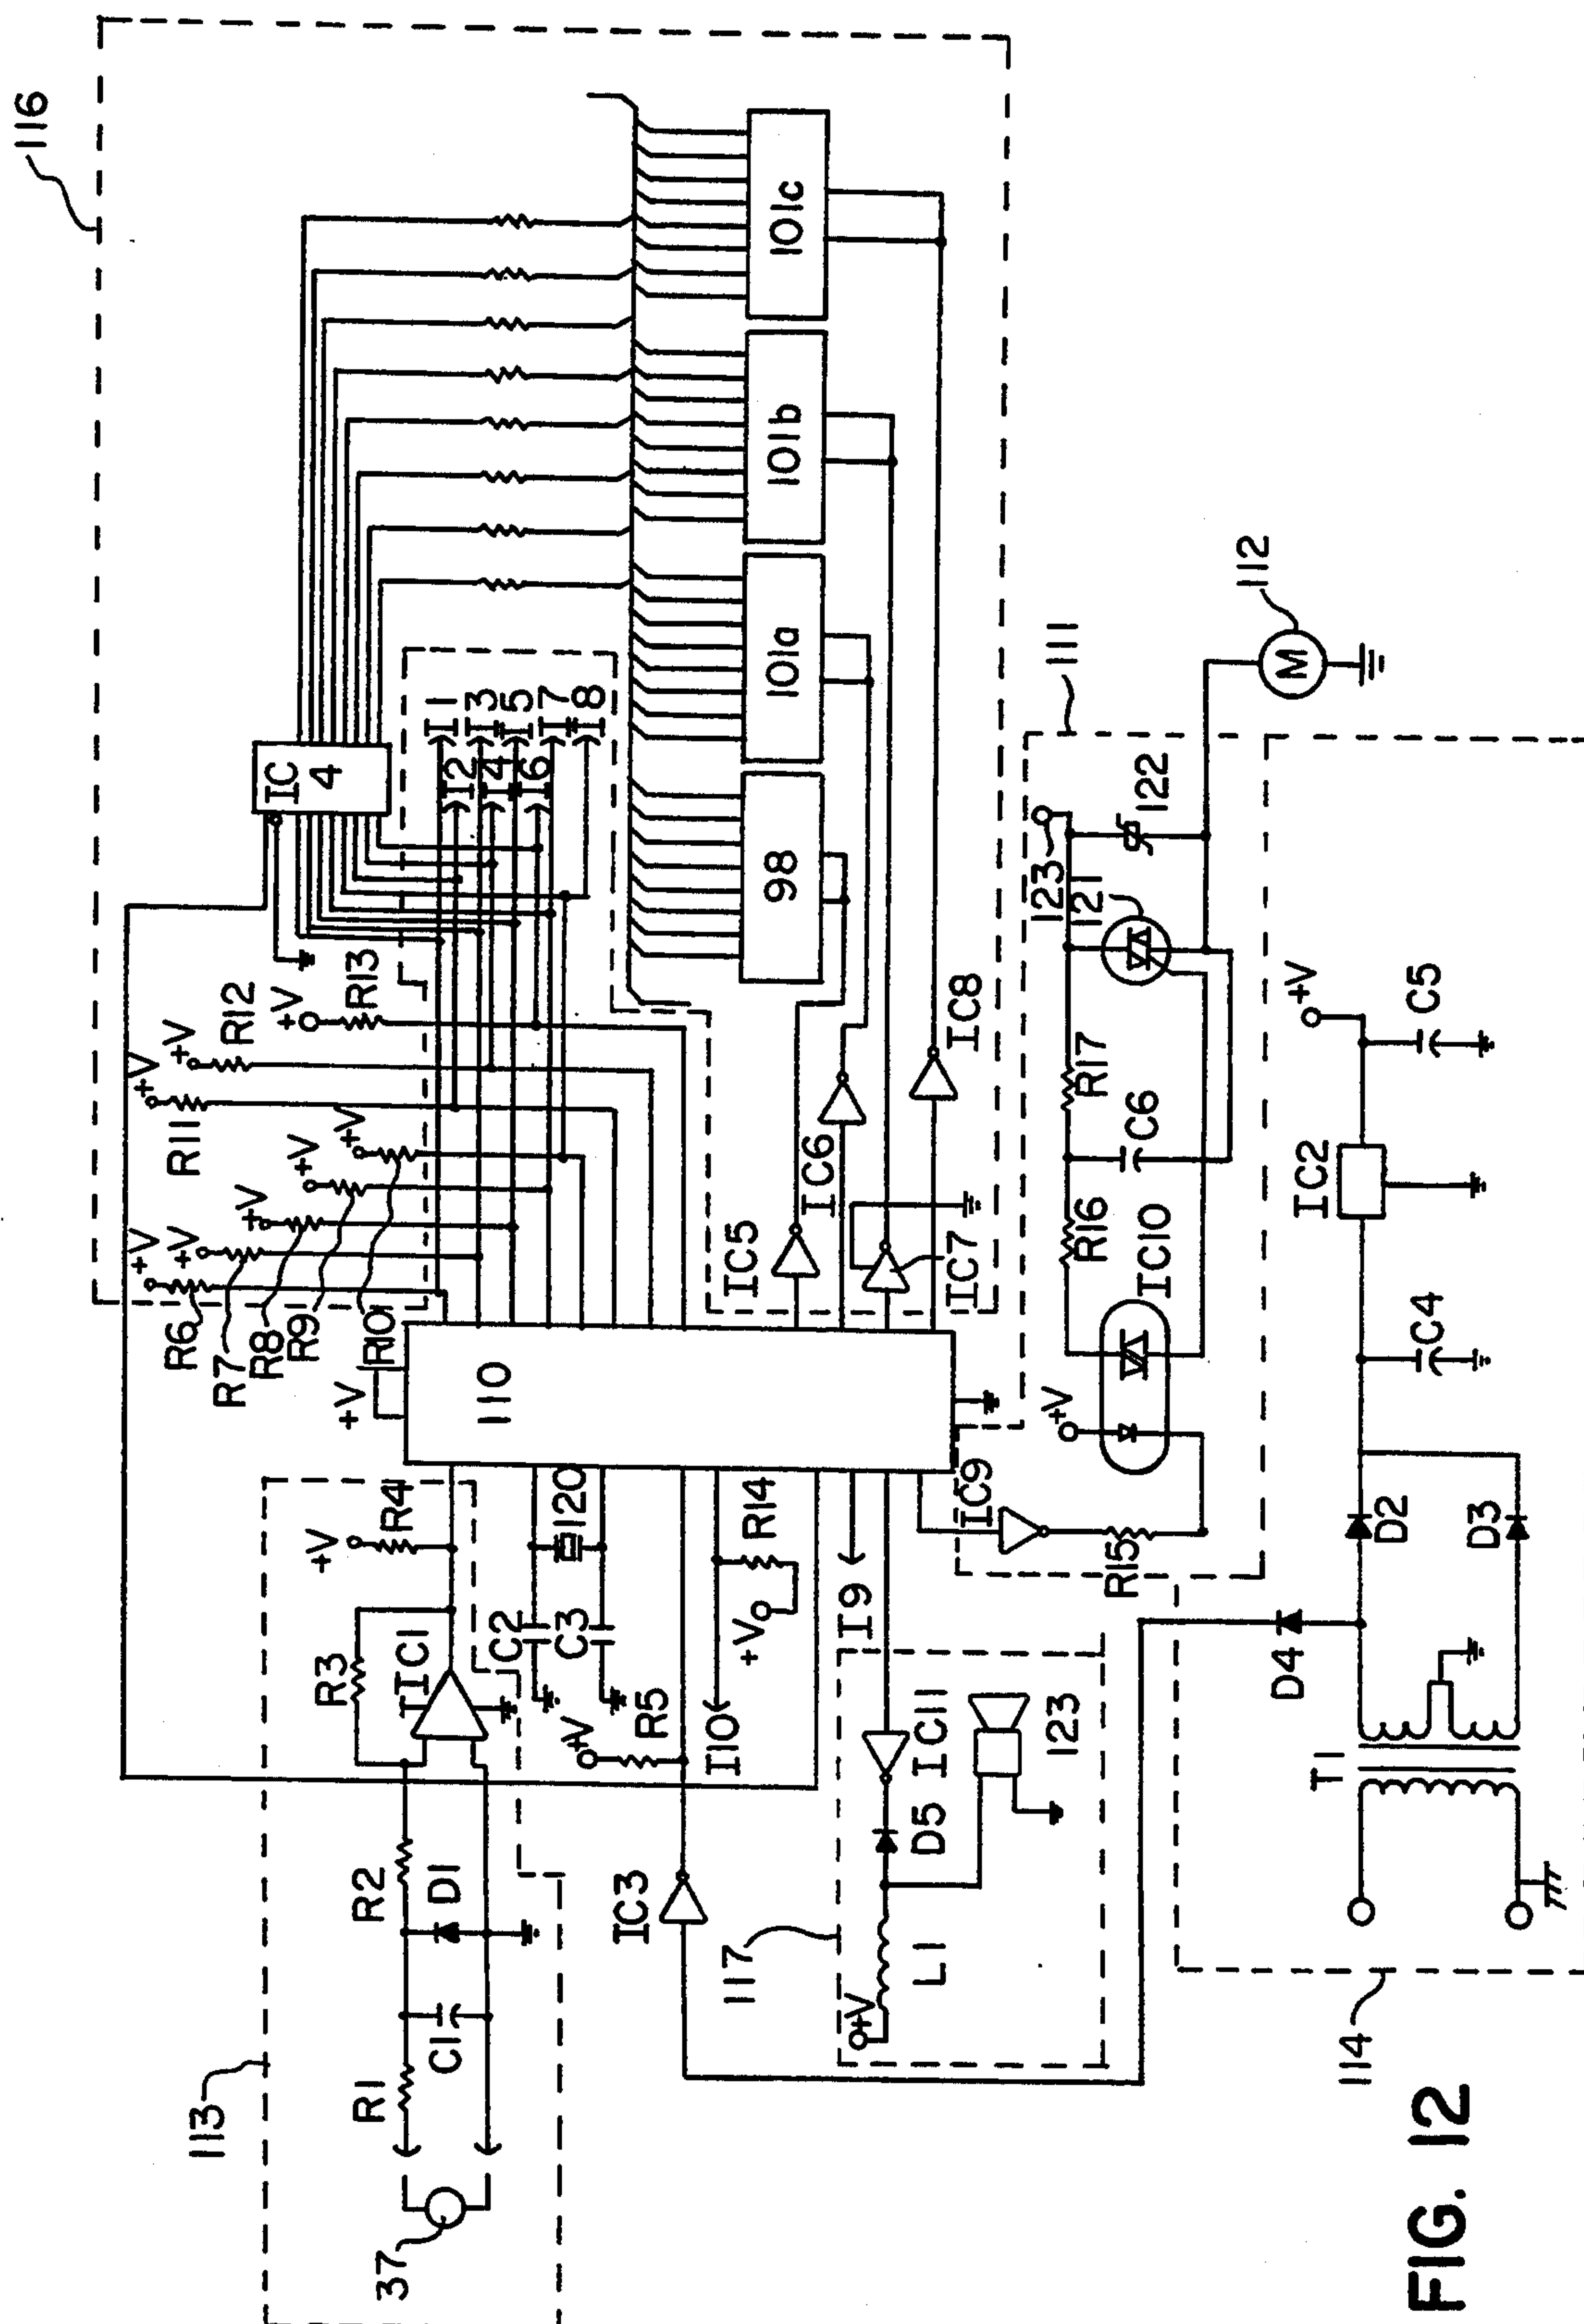 116
IC
4
I1
I2
I3
I4
I5
I6
I7
I8
+V
R13
+V
R12
+V
R11
+V
R10
+V
R9
+V
R8
+V
R7
+V
R6
98
101a
101b
101c
IC5
IC6
IC7
IC8
+V
110
113
37
R1
C1
R2
D1
R3
IC1
+V
R4
C2
C3
120
+V
R5
IC3
I10
+V
R14
I9
117
+V
L1
D5
IC11
123
IC9
R15
+V
IC10
R16
C6
R17
121
123
122
111
M
112
114
T1
D4
D2
D3
C4
IC2
+V
C5
FIG. 12